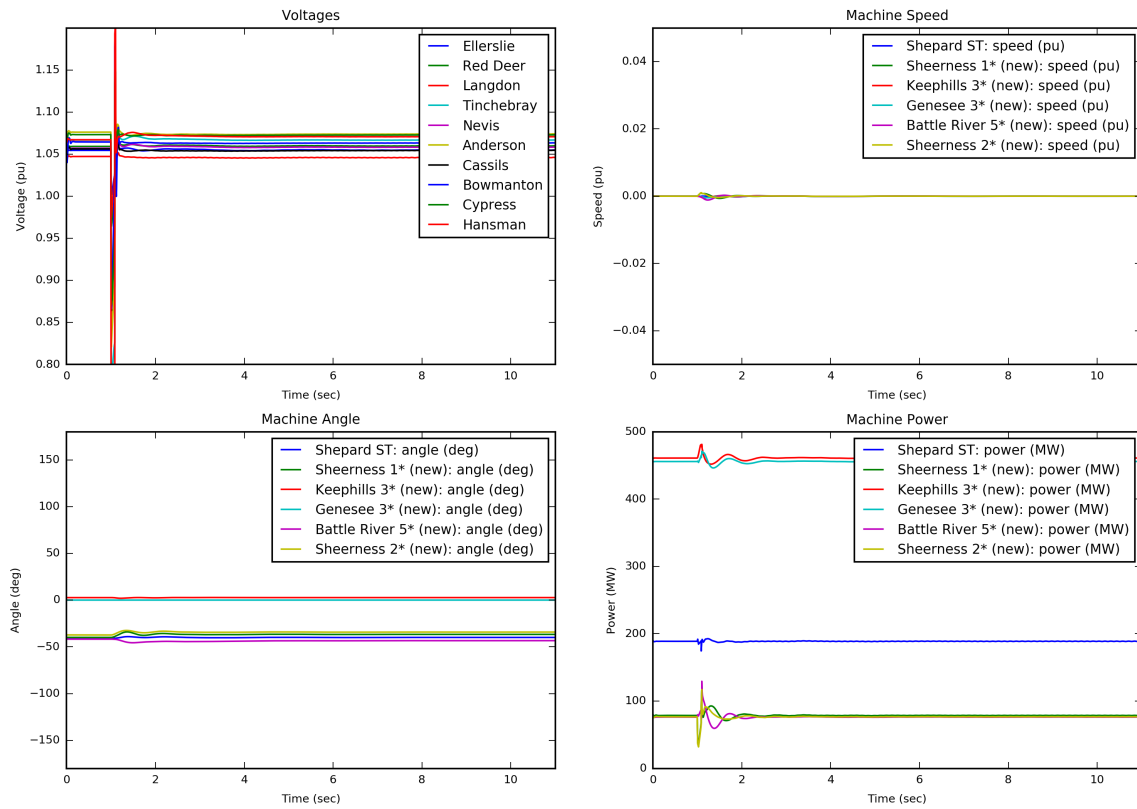 Voltages
Voltage (pu)
1.15
1.10
1.05
1.00
0.95
0.90
0.85
0.80
0 2 4 6 8 10
Time (sec)
Ellerslie
Red Deer
Langdon
Tinchebray
Nevis
Anderson
Cassils
Bowmanton
Cypress
Hansman
Machine Speed
Speed (pu)
0.04
0.02
0.00
−0.02
−0.04
0 2 4 6 8 10
Time (sec)
Shepard ST: speed (pu)
Sheerness 1* (new): speed (pu)
Keephills 3* (new): speed (pu)
Genesee 3* (new): speed (pu)
Battle River 5* (new): speed (pu)
Sheerness 2* (new): speed (pu)
Machine Angle
Angle (deg)
150
100
50
0
−50
−100
−150
0 2 4 6 8 10
Time (sec)
Shepard ST: angle (deg)
Sheerness 1* (new): angle (deg)
Keephills 3* (new): angle (deg)
Genesee 3* (new): angle (deg)
Battle River 5* (new): angle (deg)
Sheerness 2* (new): angle (deg)
Machine Power
Power (MW)
500
400
300
200
100
0
0 2 4 6 8 10
Time (sec)
Shepard ST: power (MW)
Sheerness 1* (new): power (MW)
Keephills 3* (new): power (MW)
Genesee 3* (new): power (MW)
Battle River 5* (new): power (MW)
Sheerness 2* (new): power (MW)